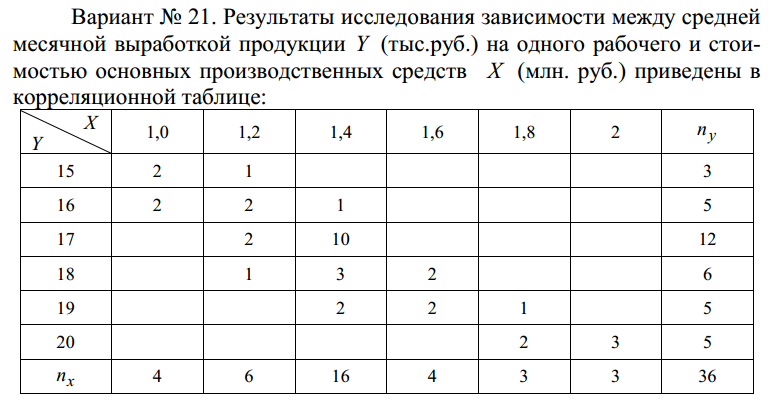 Вариант № 21. Результаты исследования зависимости между средней
месячной выработкой продукции Y (тыс.руб.) на одного рабочего и стои-
мостью основных производственных средств X (млн. руб.) приведены в
корреляционной таблице:
X Y 1,0 1,2 1,4 1,6 1,8 2 n_y
15 2 1 3
16 2 2 1 5
17 2 10 12
18 1 3 2 6
19 2 2 1 5
20 2 3 5
n_x 4 6 16 4 3 3 36